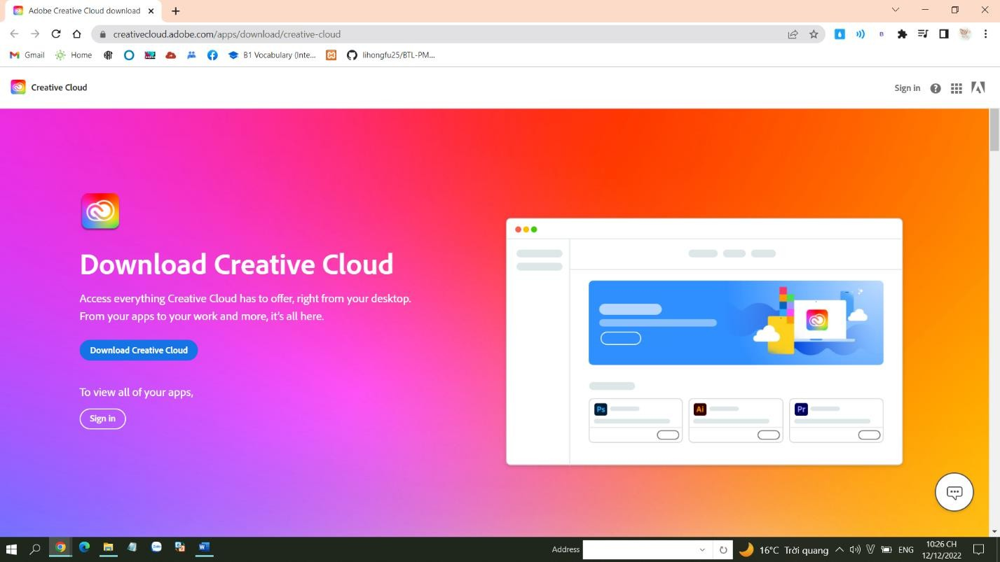 Adobe Creative Cloud download
creativecloud.adobe.com/apps/download/creative-cloud
Gmail
Home
B1 Vocabulary (Inte...
lihongfu25/BTL-PM...
Creative Cloud
Sign in
Download Creative Cloud
Access everything Creative Cloud has to offer, right from your desktop.
From your apps to your work and more, it's all here.
Download Creative Cloud
To view all of your apps,
Sign in
Ps
Ai
Pr
Address
16°C Trời quang
ENG
10:26 CH
12/12/2022